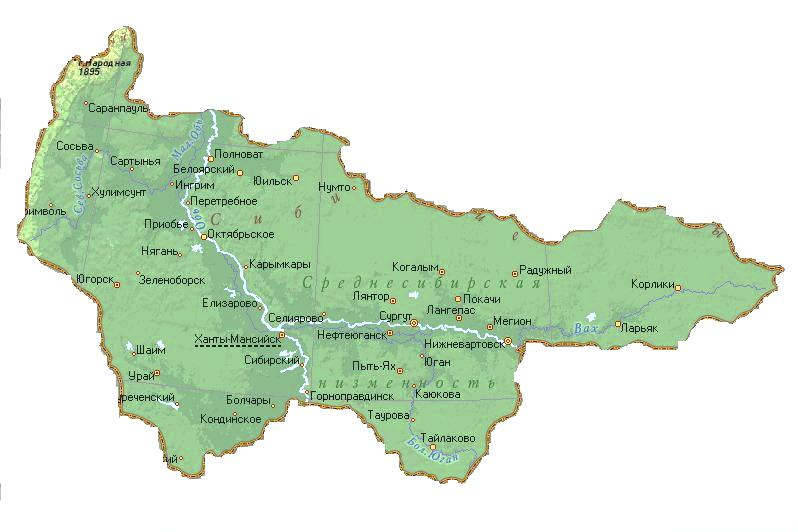 г.Народная
1895
Саранпауль
Сосьва
Мал.Обь
Полноват
Сартынья
Белоярский
Ингрим
Юильск
Нумто
Сев.Сосьва
Хулимсунт
Перетребное
Обь
С и б и
Приобье
Октябрьское
Нягань
Карымкары
Когалым
Радужный
Югорск
Зеленоборск
Среднесибирская
Корлики
Лянтор
Покачи
Елизарово
Селиярово
Сургут
Лангепас
Мегион
Вах
Ларьяк
Ханты-Мансийск
Нефтеюганск
Нижневартовск
Шаим
Сибирский
Юган
Урай
Пыть-Ях
низменность
Горноправдинск
Каюкова
Болчары
Кондинское
Таурова
Тайлаково
Бол.Юган